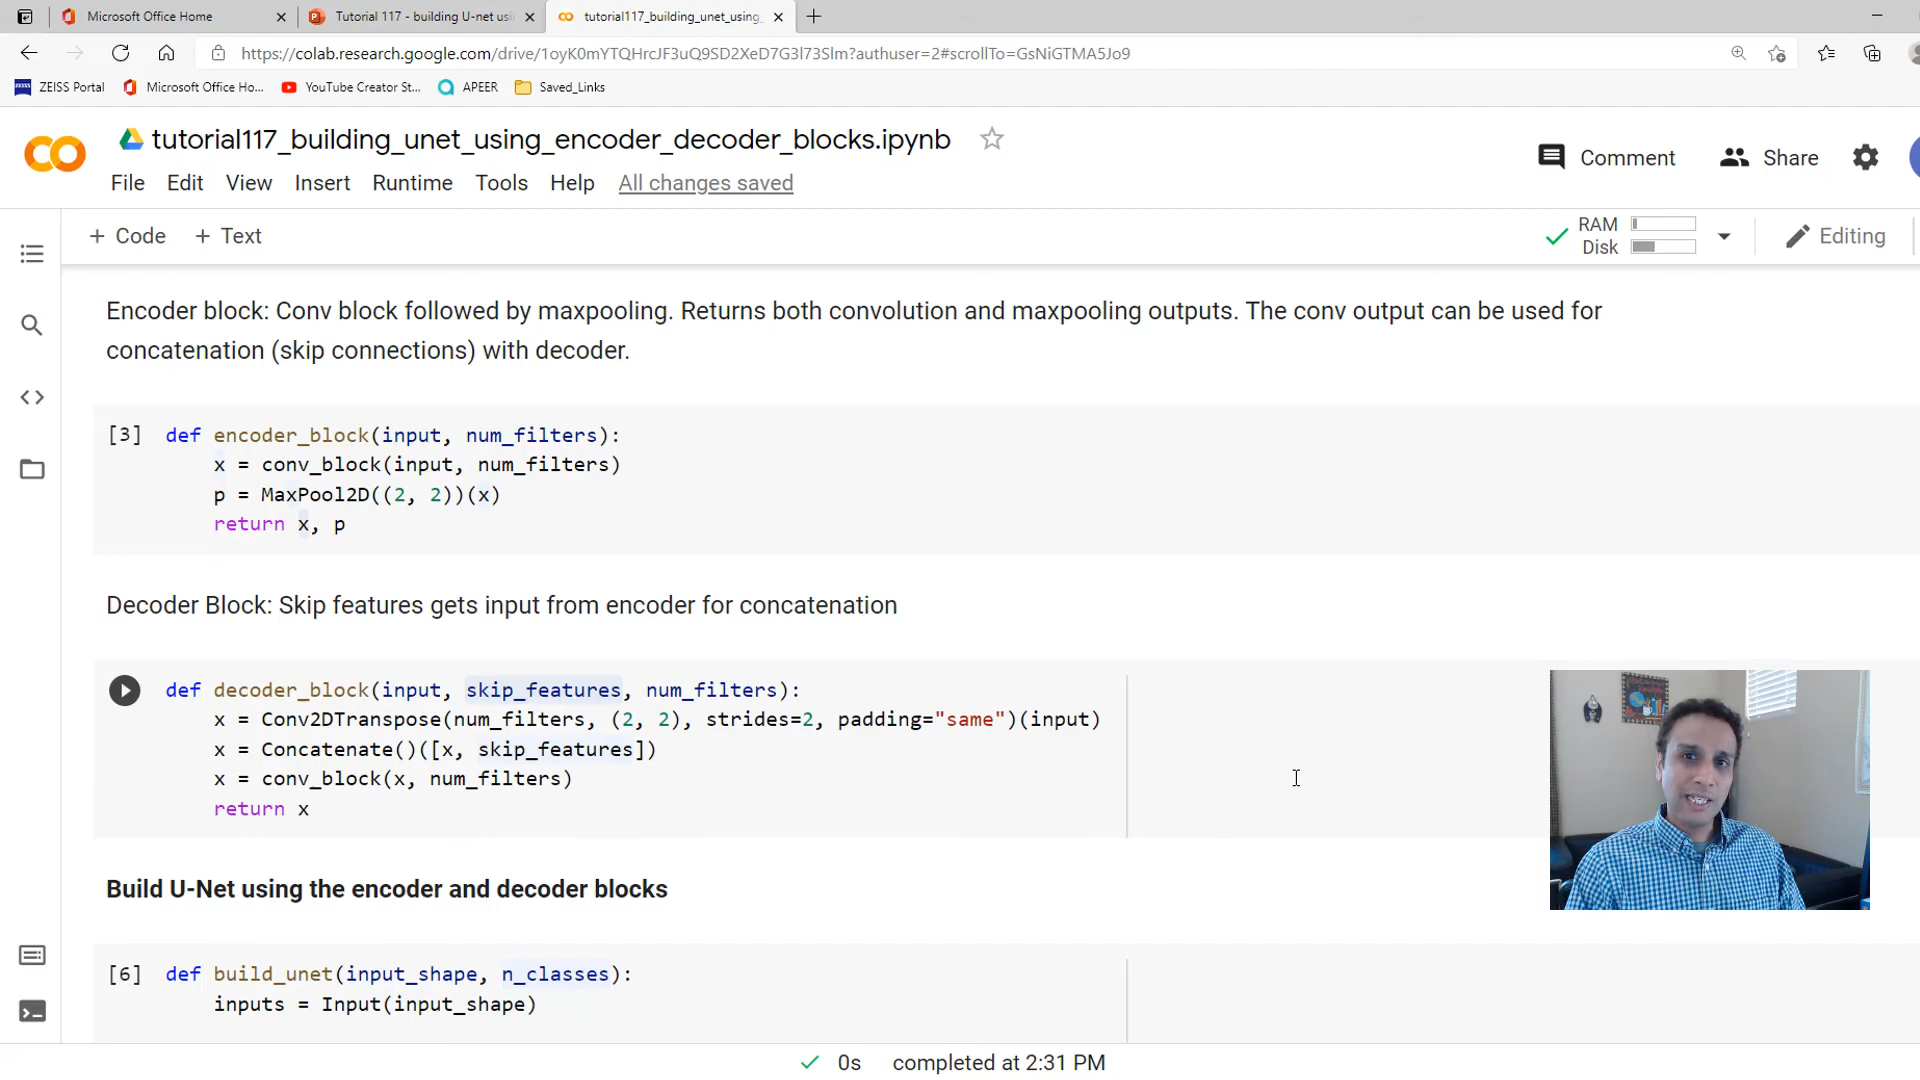 Microsoft Office Home
Tutorial 117 - building U-net usi
tutorial117_building_unet_using_
https://colab.research.google.com/drive/1oyK0mYTQHrcJF3uQ9SD2XeD7G3l73Slm?authuser=2#scrollTo=GsNiGTMA5Jo9
ZEISS Portal
Microsoft Office Ho...
YouTube Creator St...
APEER
Saved_Links
tutorial117_building_unet_using_encoder_decoder_blocks.ipynb
Comment
Share
File Edit View Insert Runtime Tools Help All changes saved
+ Code + Text
RAM
Disk
Editing
Encoder block: Conv block followed by maxpooling. Returns both convolution and maxpooling outputs. The conv output can be used for
concatenation (skip connections) with decoder.
[3] def encoder_block(input, num_filters):
x = conv_block(input, num_filters)
p = MaxPool2D((2, 2))(x)
return x, p
Decoder Block: Skip features gets input from encoder for concatenation
def decoder_block(input, skip_features, num_filters):
x = Conv2DTranspose(num_filters, (2, 2), strides=2, padding="same")(input)
x = Concatenate()([x, skip_features])
x = conv_block(x, num_filters)
return x
Build U-Net using the encoder and decoder blocks
[6] def build_unet(input_shape, n_classes):
inputs = Input(input_shape)
0s completed at 2:31 PM